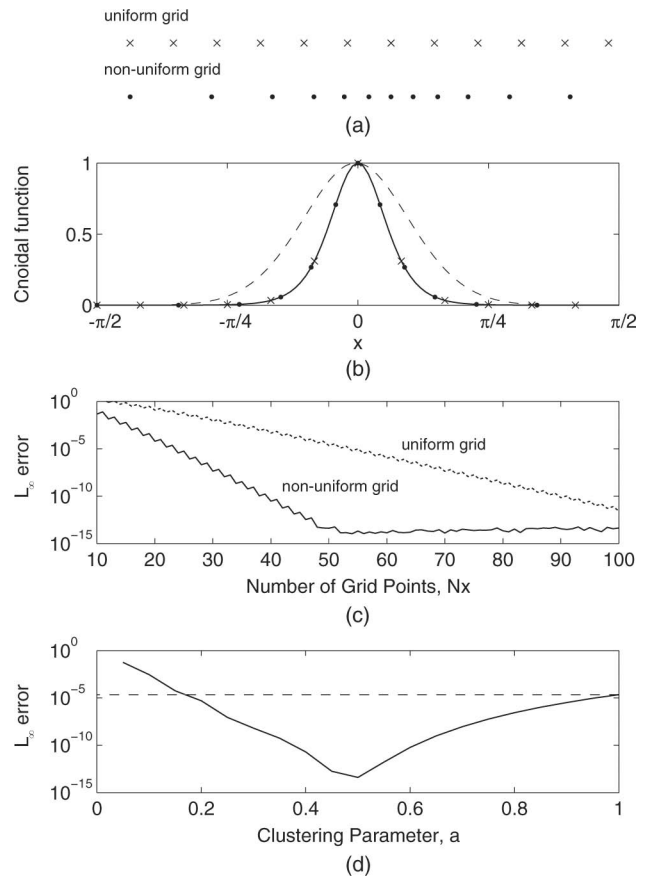 uniform grid
non-uniform grid
(a)
Cnoidal function
1
0.5
0
-π/2
-π/4
0
π/4
π/2
x
(b)
L∞ error
10^0
10^-5
10^-10
10^-15
uniform grid
non-uniform grid
10 20 30 40 50 60 70 80 90 100
Number of Grid Points, Nx
(c)
L∞ error
10^0
10^-5
10^-10
10^-15
0 0.2 0.4 0.6 0.8 1
Clustering Parameter, a
(d)